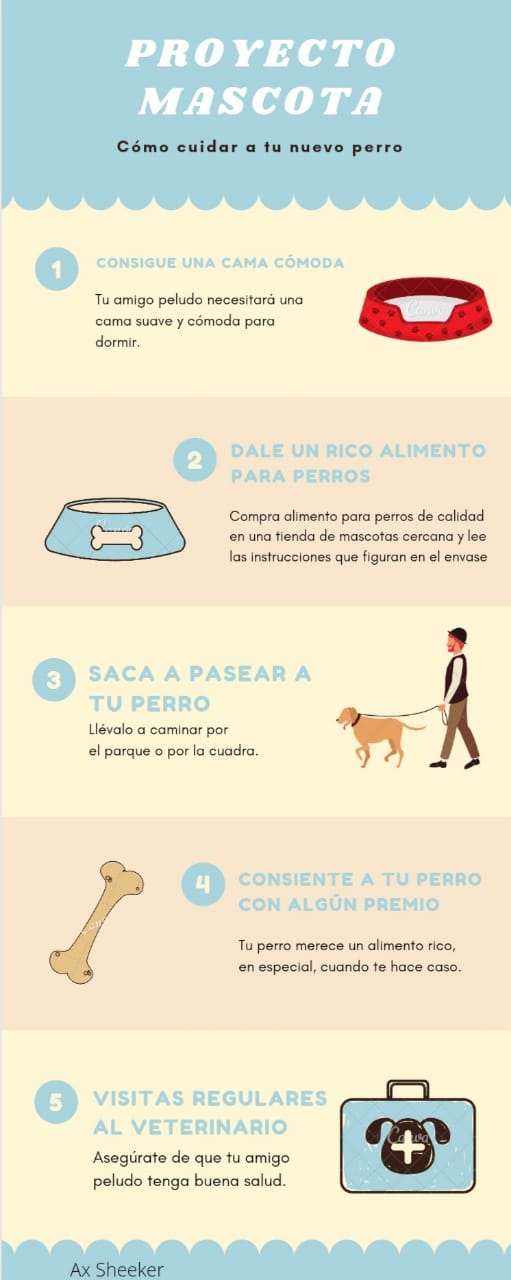 PROYECTO
MASCOTA
Cómo cuidar a tu nuevo perro
1
CONSIGUE UNA CAMA CÓMODA
Tu amigo peludo necesitará una
cama suave y cómoda para
dormir.
Canva
2
DALE UN RICO ALIMENTO
PARA PERROS
Compra alimento para perros de calidad
en una tienda de mascotas cercana y lee
las instrucciones que figuran en el envase
Canva
3
SACA A PASEAR A
TU PERRO
Llévalo a caminar por
el parque o por la cuadra.
4
CONSIENTE A TU PERRO
CON ALGÚN PREMIO
Tu perro merece un alimento rico,
en especial, cuando te hace caso.
Canva
5
VISITAS REGULARES
AL VETERINARIO
Asegúrate de que tu amigo
peludo tenga buena salud.
Canva
Ax Sheeker